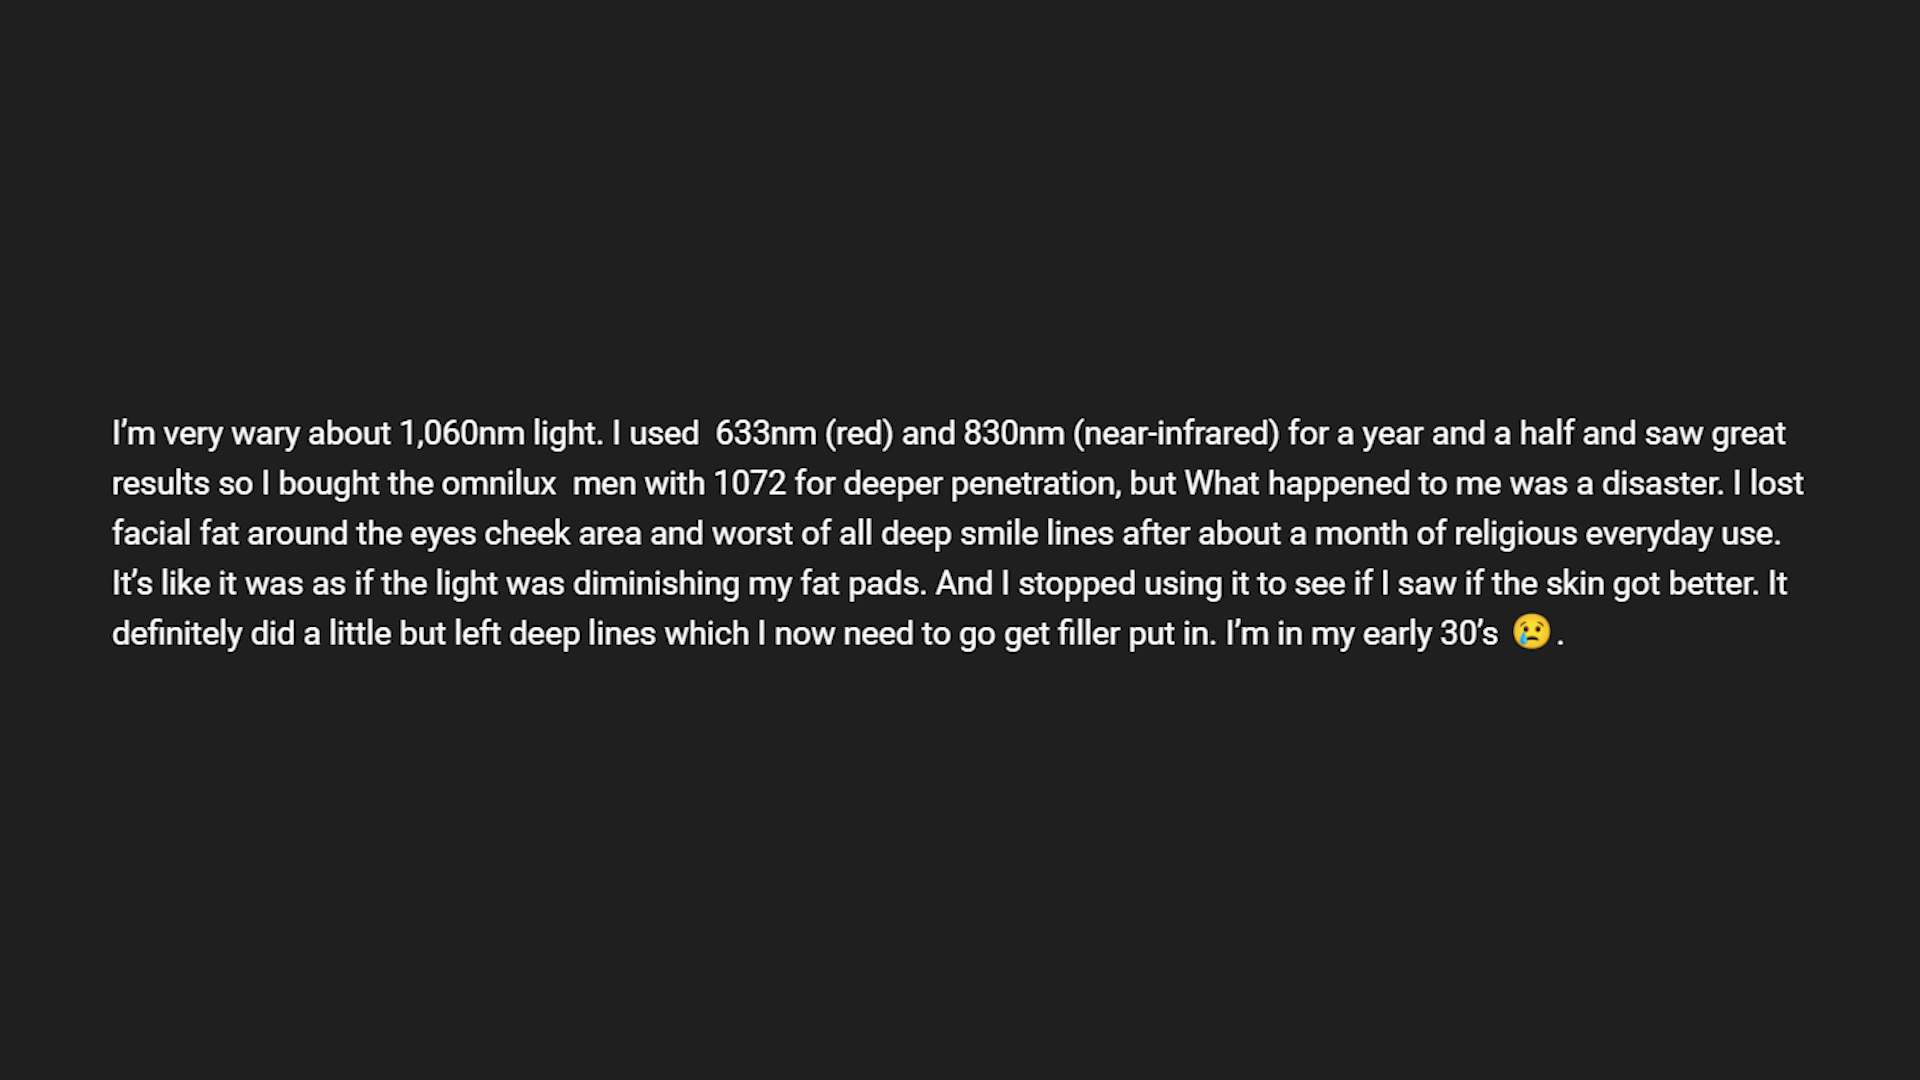 I’m very wary about 1,060nm light. I used  633nm (red) and 830nm (near-infrared) for a year and a half and saw great
results so I bought the omnilux  men with 1072 for deeper penetration, but What happened to me was a disaster. I lost
facial fat around the eyes cheek area and worst of all deep smile lines after about a month of religious everyday use.
It’s like it was as if the light was diminishing my fat pads. And I stopped using it to see if I saw if the skin got better. It
definitely did a little but left deep lines which I now need to go get filler put in. I’m in my early 30’s 😢.